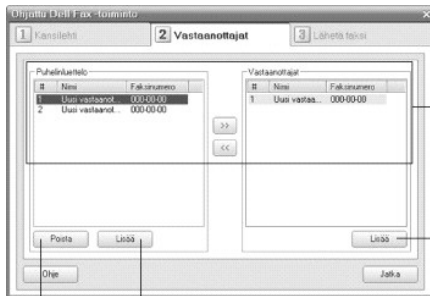 Ohjattu Dell Fax -toiminto
1 Kansilehti 2 Vastaanottajat 3 Lähetä faksi
Puhelinluettelo Vastaanottajat
# Nimi Faksinumero # Nimi Faksinumero
1 Uusi vastaanot... 000-00-00 1 Uusi vastaa... 000-00-00
2 Uusi vastaanot... 000-00-00
>>
<<
Poista Lisää Lisää
Ohje Jatka